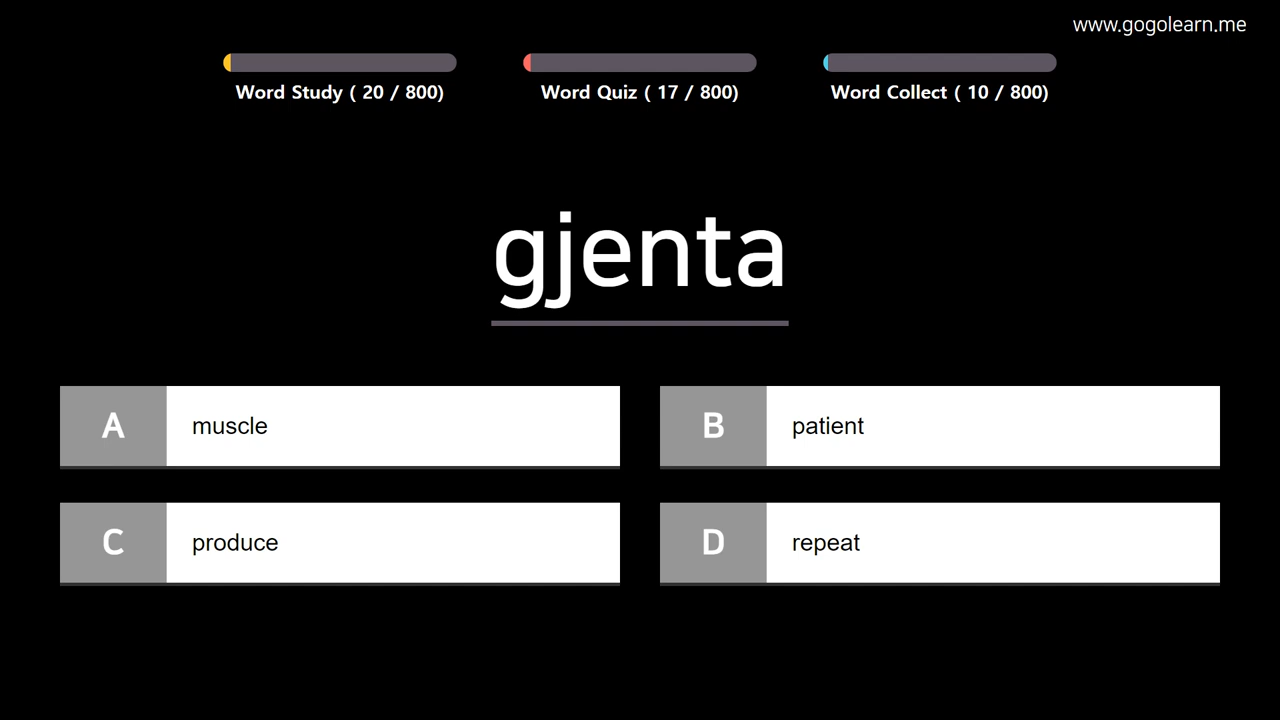 www.gogolearn.me
Word Study ( 20 / 800)
Word Quiz ( 17 / 800)
Word Collect ( 10 / 800)
gjenta
A muscle
B patient
C produce
D repeat